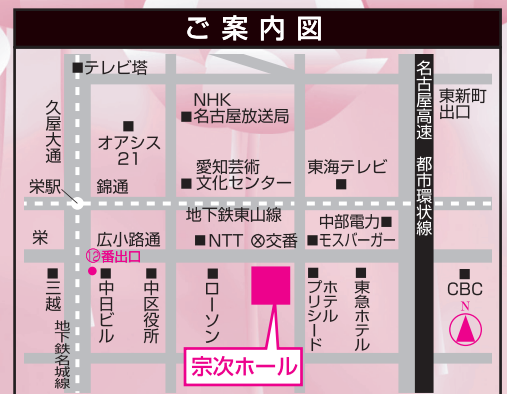 ご案内図
テレビ塔
久屋大通
オアシス
21
NHK
名古屋放送局
名古屋高速 都市環状線
東新町
出口
愛知芸術
文化センター
東海テレビ
栄駅
錦通
地下鉄東山線
中部電力
栄
広小路通
NTT
交番
モスバーガー
⑫番出口
三越
中日ビル
中区役所
ローソン
ホテル
プリシード
東急ホテル
CBC
N
地下鉄名城線
宗次ホール